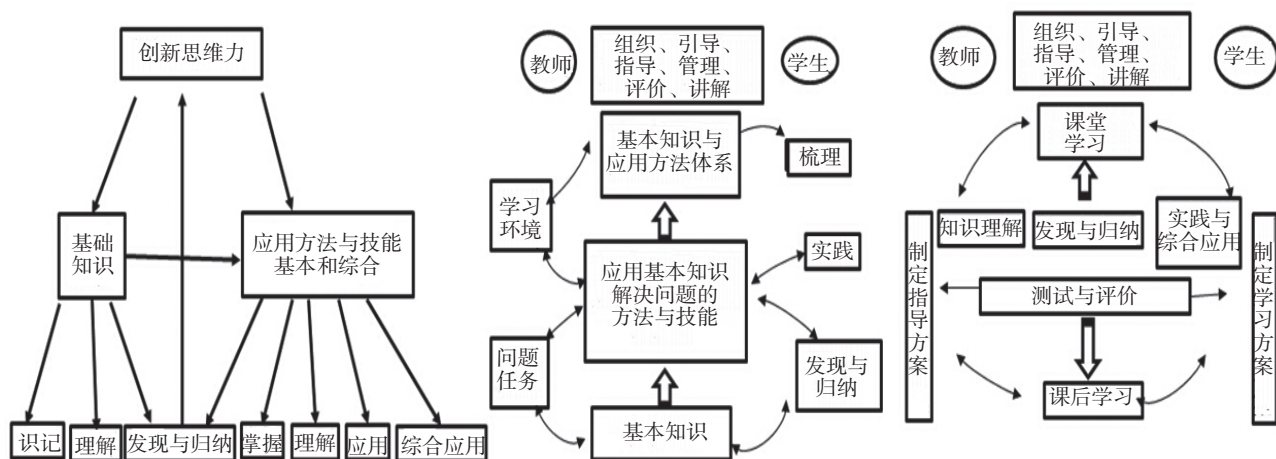 创新思维力
基础
知识
应用方法与技能
基本和综合
识记
理解
发现与归纳
掌握
理解
应用
综合应用
教师
组织、引导、
指导、管理、
评价、讲解
学生
基本知识与
应用方法体系
梳理
学习
环境
应用基本知识
解决问题的
方法与技能
实践
问题
任务
发现与
归纳
基本知识
教师
组织、引导、
指导、管理、
评价、讲解
学生
课堂
学习
知识理解
发现与归纳
实践与
综合应用
制定指导方案
测试与评价
制定学习方案
课后学习